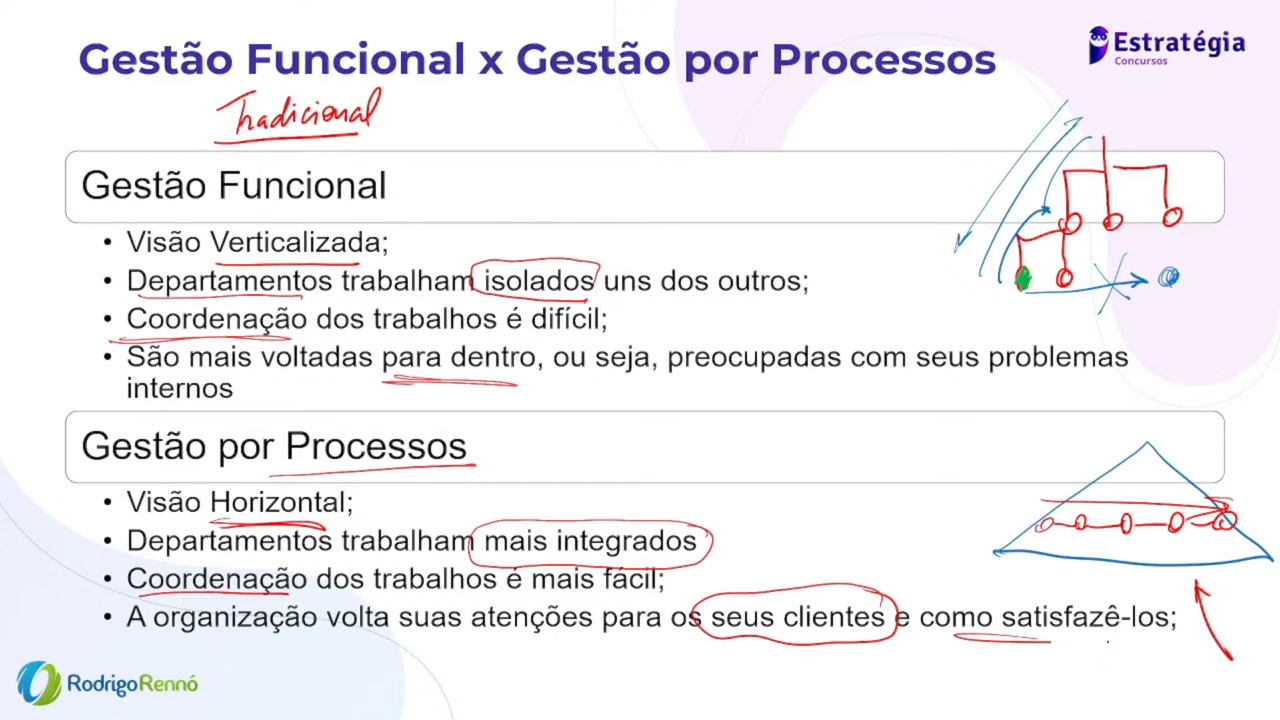 Gestão Funcional x Gestão por Processos
Estratégia
Concursos
Tradicional
Gestão Funcional
• Visão Verticalizada;
• Departamentos trabalham isolados uns dos outros;
• Coordenação dos trabalhos é difícil;
• São mais voltadas para dentro, ou seja, preocupadas com seus problemas
internos
Gestão por Processos
• Visão Horizontal;
• Departamentos trabalham mais integrados
• Coordenação dos trabalhos é mais fácil;
• A organização volta suas atenções para os seus clientes e como satisfazê-los;
RodrigoRennó